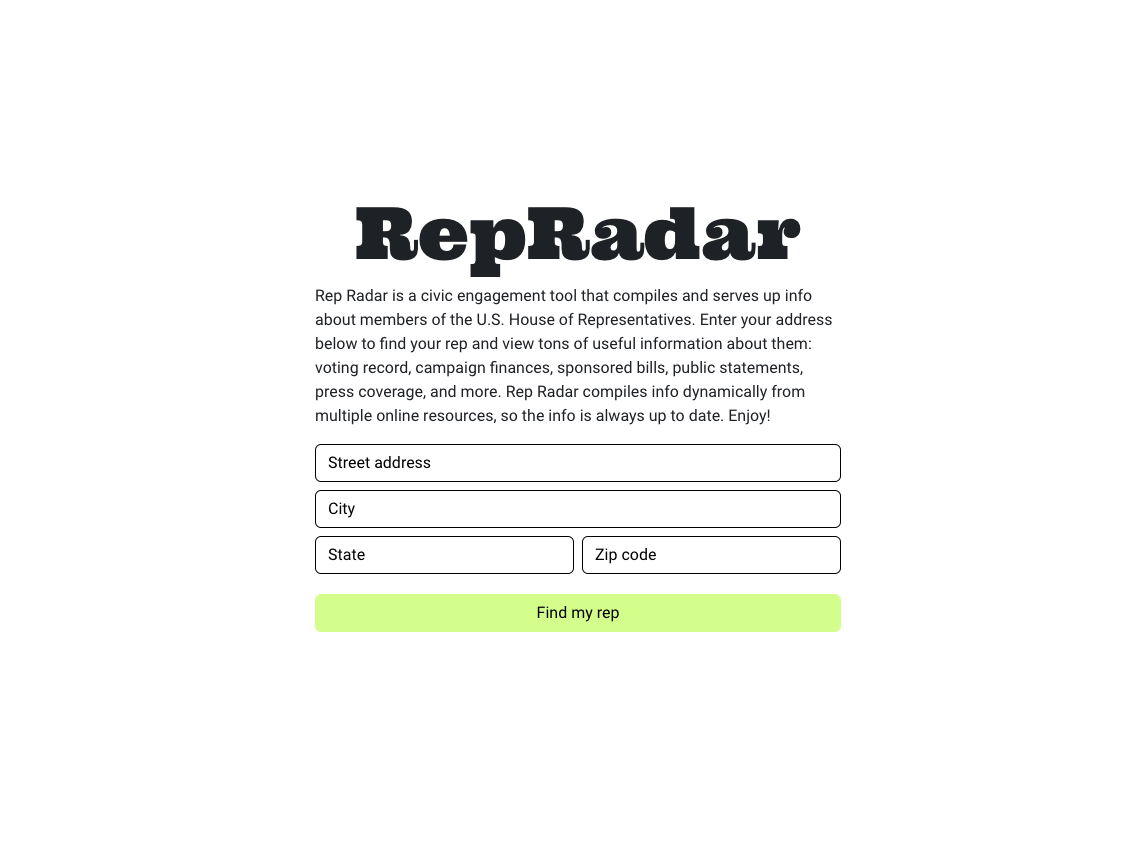 RepRadar
Rep Radar is a civic engagement tool that compiles and serves up info
about members of the U.S. House of Representatives. Enter your address
below to find your rep and view tons of useful information about them:
voting record, campaign finances, sponsored bills, public statements,
press coverage, and more. Rep Radar compiles info dynamically from
multiple online resources, so the info is always up to date. Enjoy!
Street address
City
State
Zip code
Find my rep